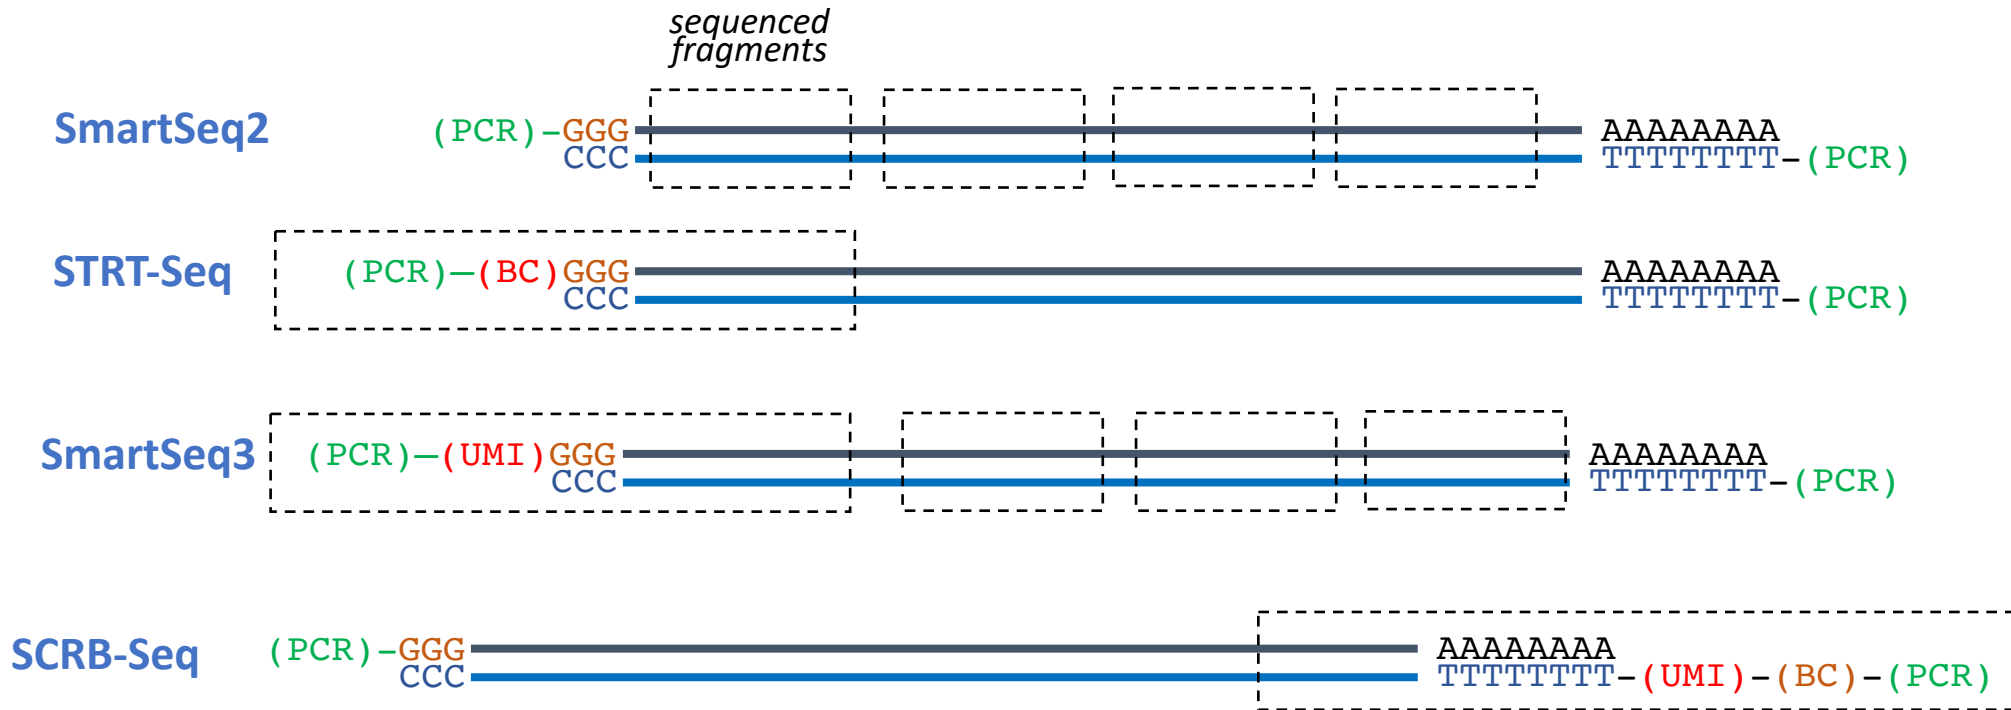 sequenced
fragments
SmartSeq2
(PCR)–GGG
AAAAAAAA
CCC
TTTTTTTT–(PCR)
STRT-Seq
(PCR)—(BC)GGG
AAAAAAAA
CCC
TTTTTTTT–(PCR)
SmartSeq3
(PCR)—(UMI)GGG
AAAAAAAA
CCC
TTTTTTTT–(PCR)
SCRB-Seq
(PCR)–GGG
AAAAAAAA
CCC
TTTTTTTT–(UMI)–(BC)–(PCR)